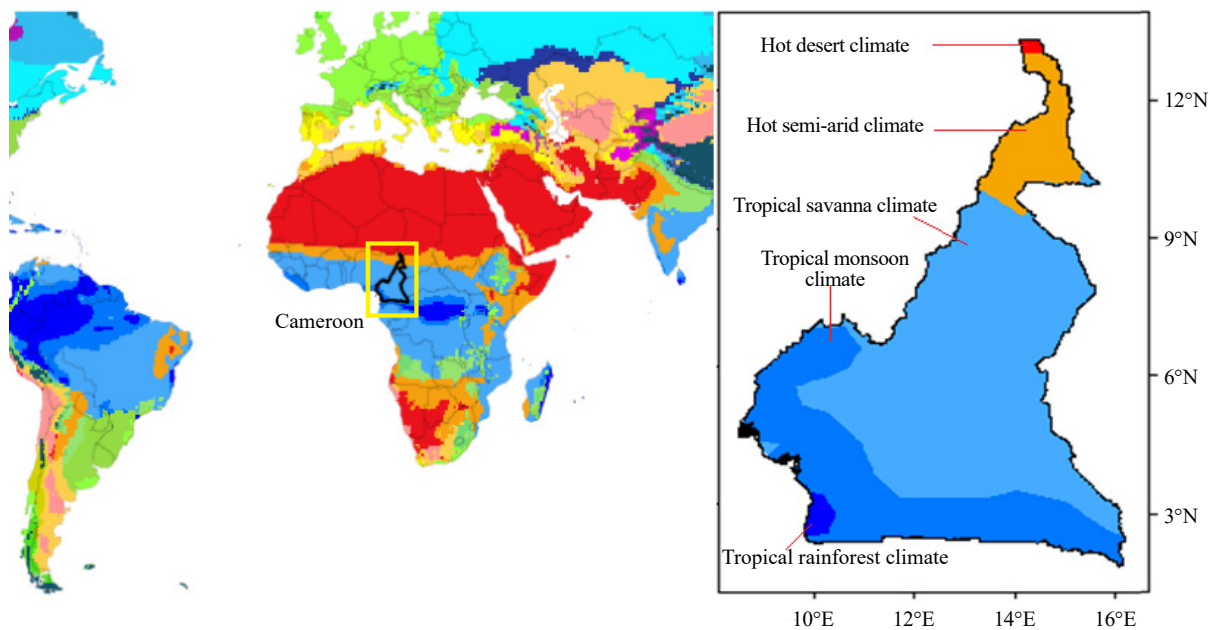 Hot desert climate
Hot semi-arid climate
Tropical savanna climate
Tropical monsoon
climate
Tropical rainforest climate
Cameroon
12°N
9°N
6°N
3°N
10°E
12°E
14°E
16°E